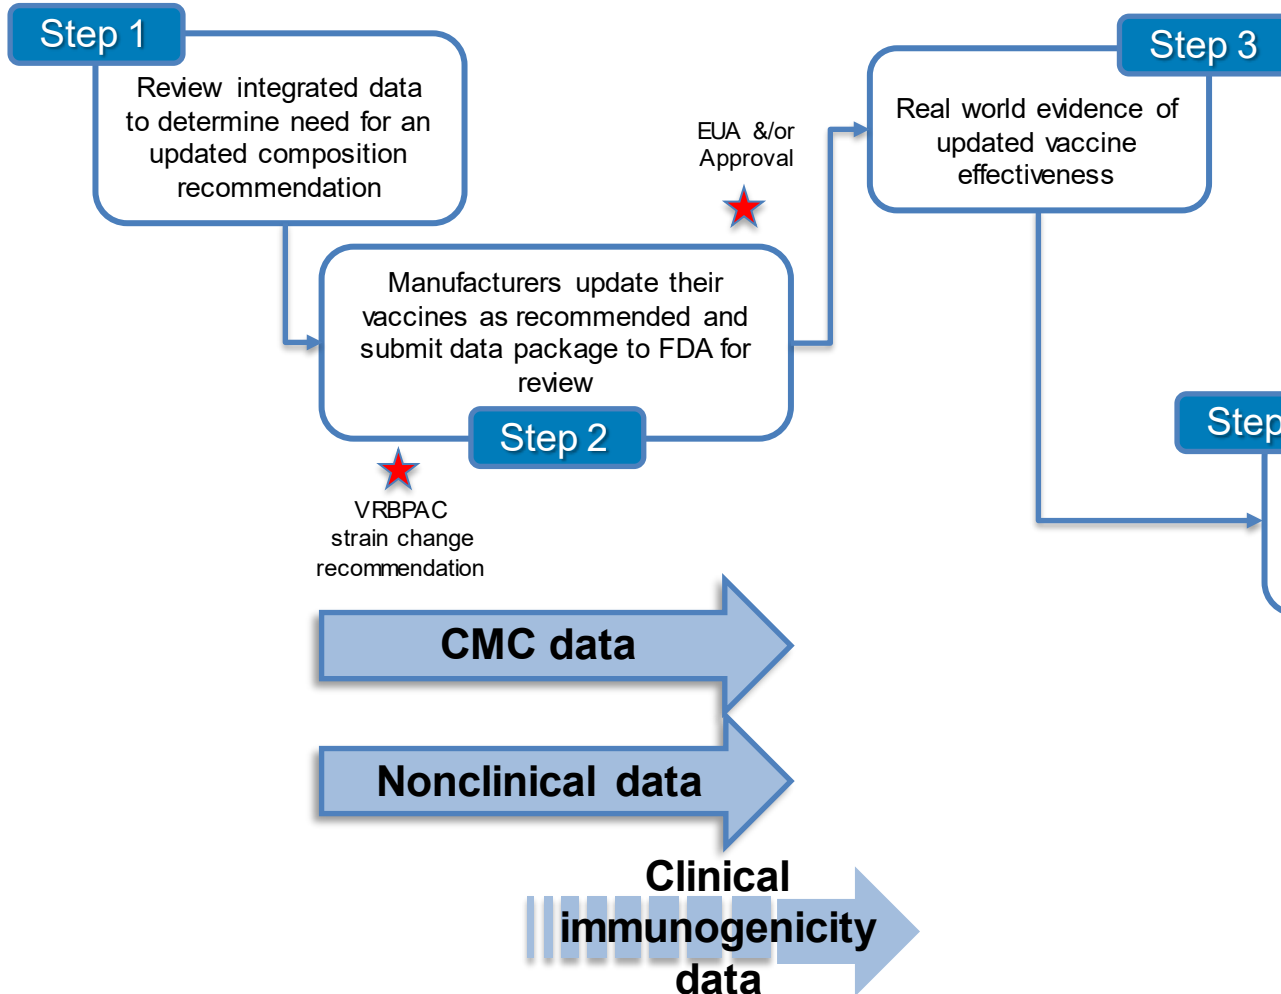 Step 1
Review integrated data
to determine need for an
updated composition
recommendation
EUA &/or
Approval
Step 3
Real world evidence of
updated vaccine
effectiveness
Manufacturers update their
vaccines as recommended and
submit data package to FDA for
review
Step 2
Step
VRBPAC
strain change
recommendation
CMC data
Nonclinical data
Clinical
immunogenicity
data